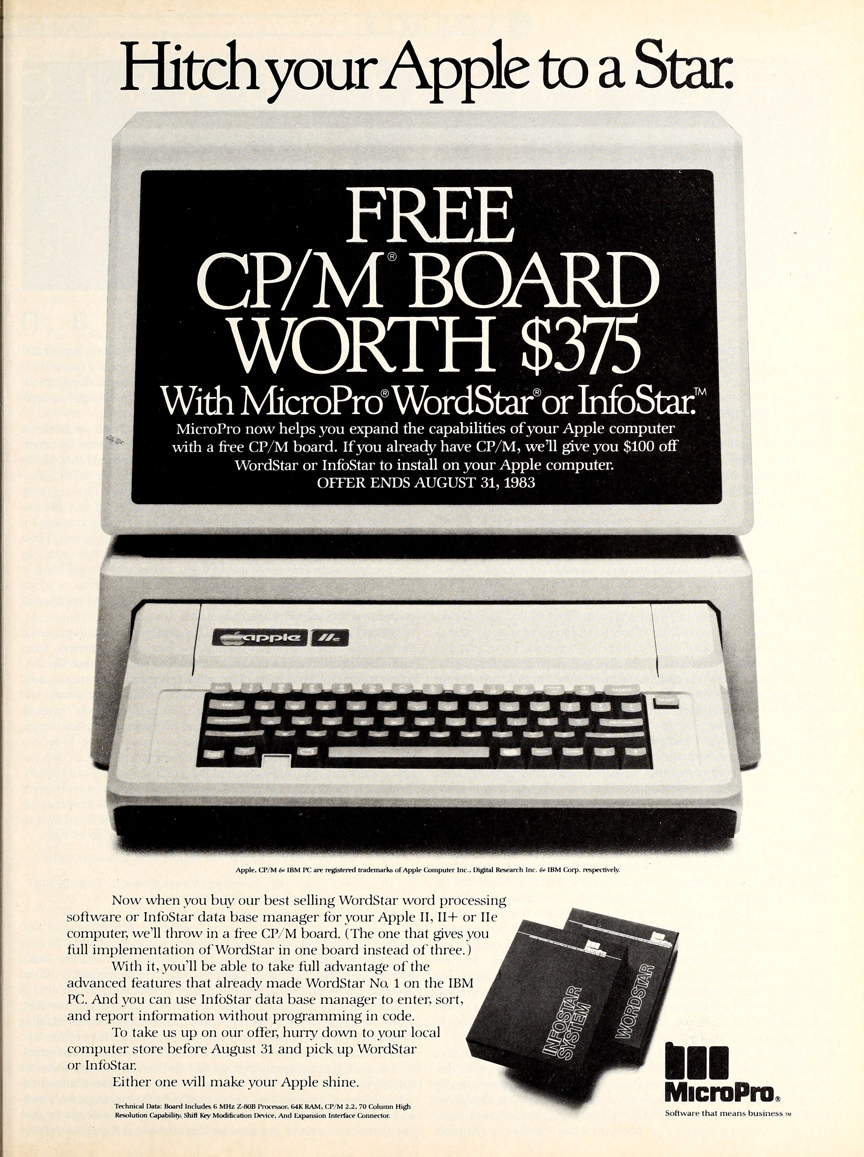 Hitch your Apple to a Star.
FREE
CP/M® BOARD
WORTH $375
With MicroPro® WordStar® or InfoStar.™
MicroPro now helps you expand the capabilities of your Apple computer
with a free CP/M board. If you already have CP/M, we'll give you $100 off
WordStar or InfoStar to install on your Apple computer.
OFFER ENDS AUGUST 31, 1983
apple //e
Apple, CP/M & IBM PC are registered trademarks of Apple Computer Inc., Digital Research Inc. & IBM Corp. respectively.
Now when you buy our best selling WordStar word processing
software or InfoStar data base manager for your Apple II, II+ or IIe
computer, we'll throw in a free CP/M board. (The one that gives you
full implementation of WordStar in one board instead of three.)
With it, you'll be able to take full advantage of the
advanced features that already made WordStar No. 1 on the IBM
PC. And you can use InfoStar data base manager to enter, sort,
and report information without programming in code.
To take us up on our offer, hurry down to your local
computer store before August 31 and pick up WordStar
or InfoStar.
Either one will make your Apple shine.
Technical Data: Board Includes 6 MHz Z-80B Processor, 64K RAM, CP/M 2.2, 70 Column High
Resolution Capability, Shift Key Modification Device, And Expansion Interface Connector.
INFOSTAR
SYSTEM
WORDSTAR
MicroPro®
Software that means business ™